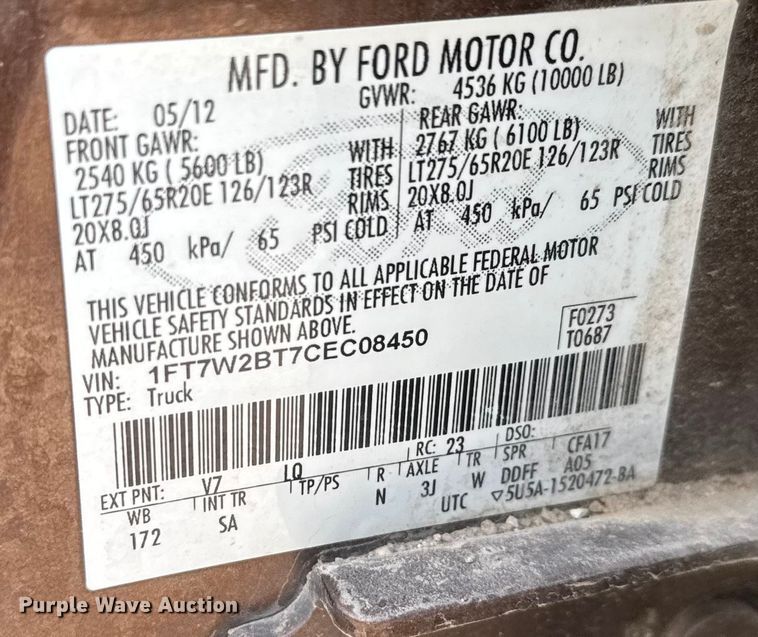 MFD. BY FORD MOTOR CO.
DATE: 05/12 GVWR: 4536 KG (10000 LB)
FRONT GAWR: REAR GAWR:
2540 KG ( 5600 LB) WITH 2767 KG ( 6100 LB) WITH
LT275/65R20E 126/123R TIRES LT275/65R20E 126/123R TIRES
20X8.0J RIMS 20X8.0J RIMS
AT 450 kPa/ 65 PSI COLD AT 450 kPa/ 65 PSI COLD
THIS VEHICLE CONFORMS TO ALL APPLICABLE FEDERAL MOTOR
VEHICLE SAFETY STANDARDS IN EFFECT ON THE DATE OF
MANUFACTURE SHOWN ABOVE.
F0273
VIN: 1FT7W2BT7CEC08450 T0687
TYPE: Truck
EXT PNT: V7 LQ RC: 23 DSO:
WB INT TR TP/PS R AXLE TR SPR CFA17
172 SA N 3J W DDFF A05
UTC ▽5U5A-1520472-BA
Purple Wave Auction